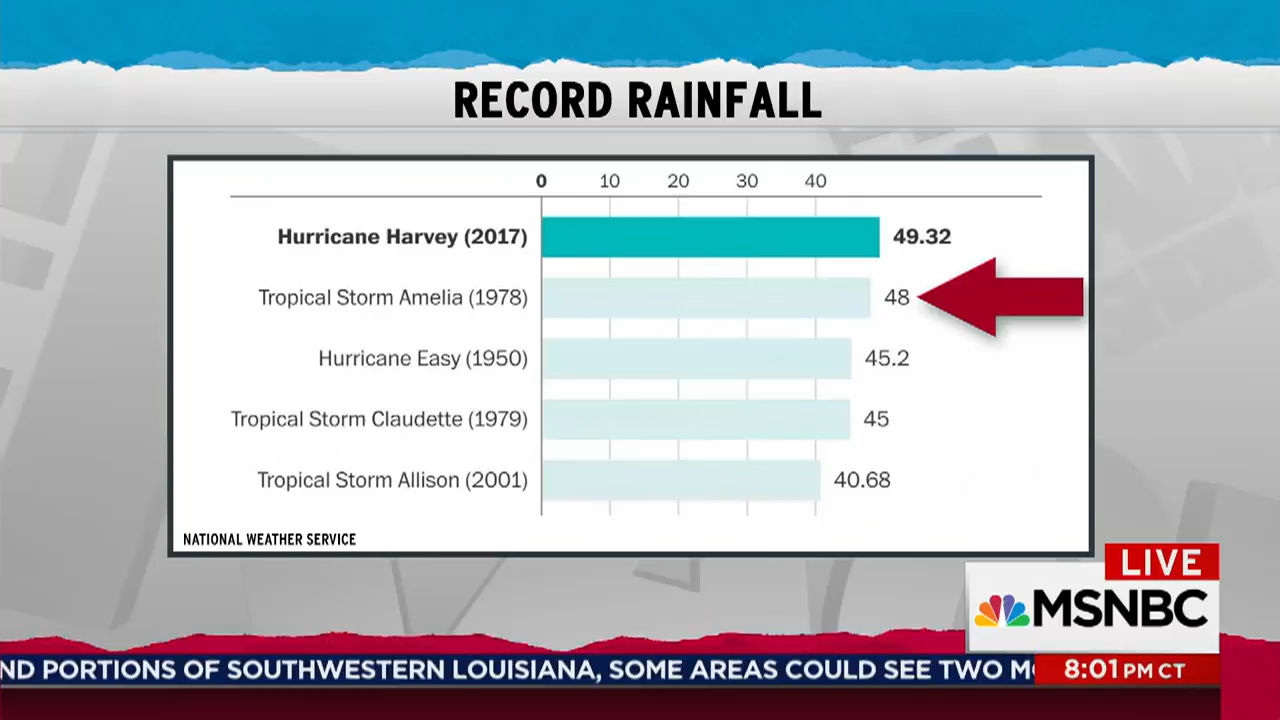 RECORD RAINFALL
0 10 20 30 40
Hurricane Harvey (2017) 49.32
Tropical Storm Amelia (1978) 48
Hurricane Easy (1950) 45.2
Tropical Storm Claudette (1979) 45
Tropical Storm Allison (2001) 40.68
NATIONAL WEATHER SERVICE
LIVE
MSNBC
ND PORTIONS OF SOUTHWESTERN LOUISIANA, SOME AREAS COULD SEE TWO M
8:01 PM CT